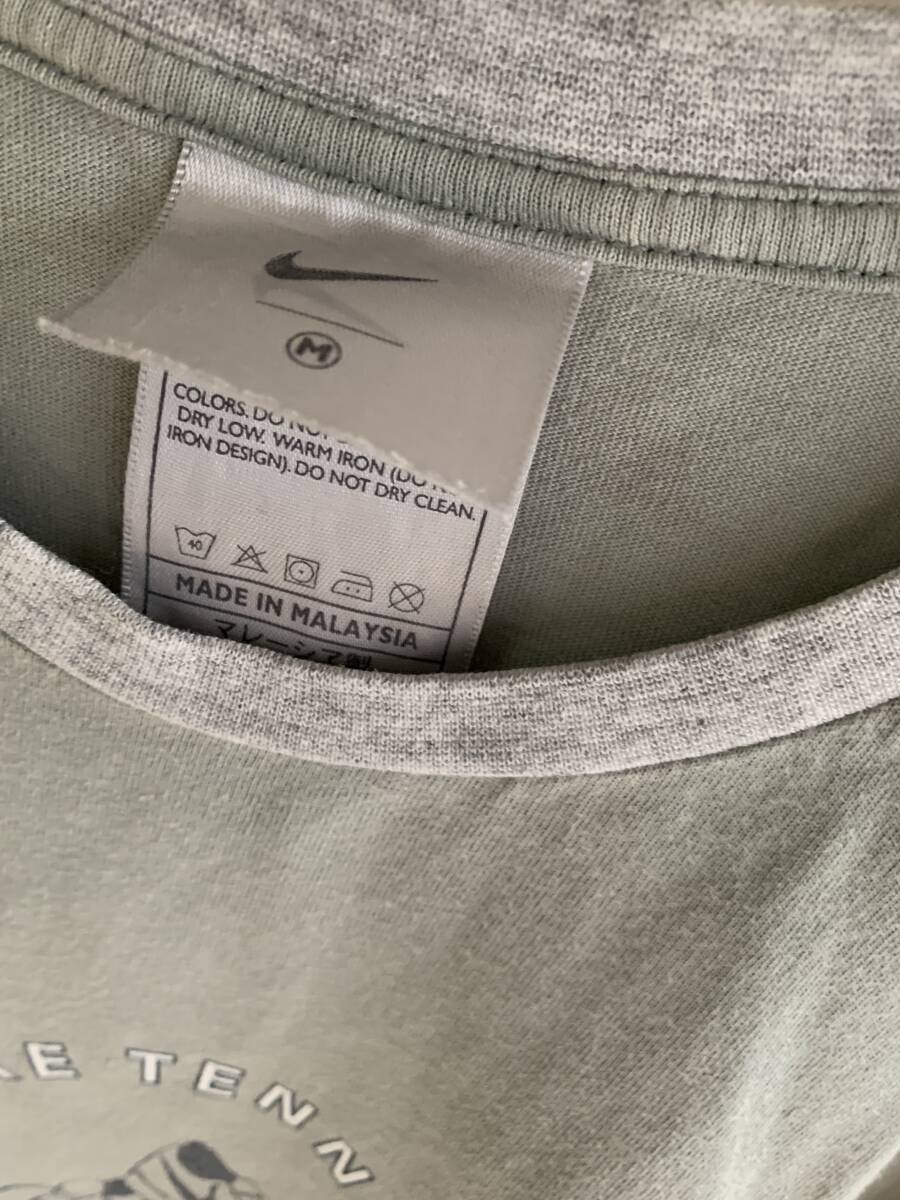 M
COLORS. DO NOT
DRY LOW. WARM IRON (DO
IRON DESIGN). DO NOT DRY CLEAN.
40
MADE IN MALAYSIA
マレーシア製
KE TENN